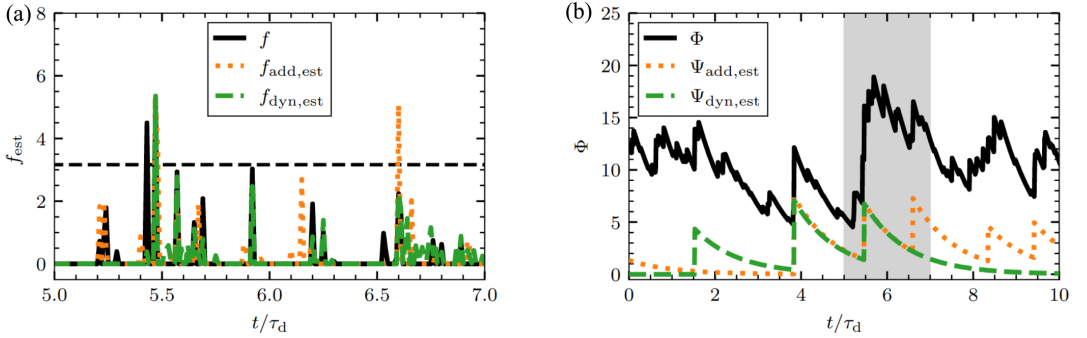 (a)
8
6
4
2
0
f_est
f
f_add,est
f_dyn,est
5.0 5.5 6.0 6.5 7.0
t/τ_d
(b)
25
20
15
10
5
0
Φ
Φ
Ψ_add,est
Ψ_dyn,est
0 2 4 6 8 10
t/τ_d